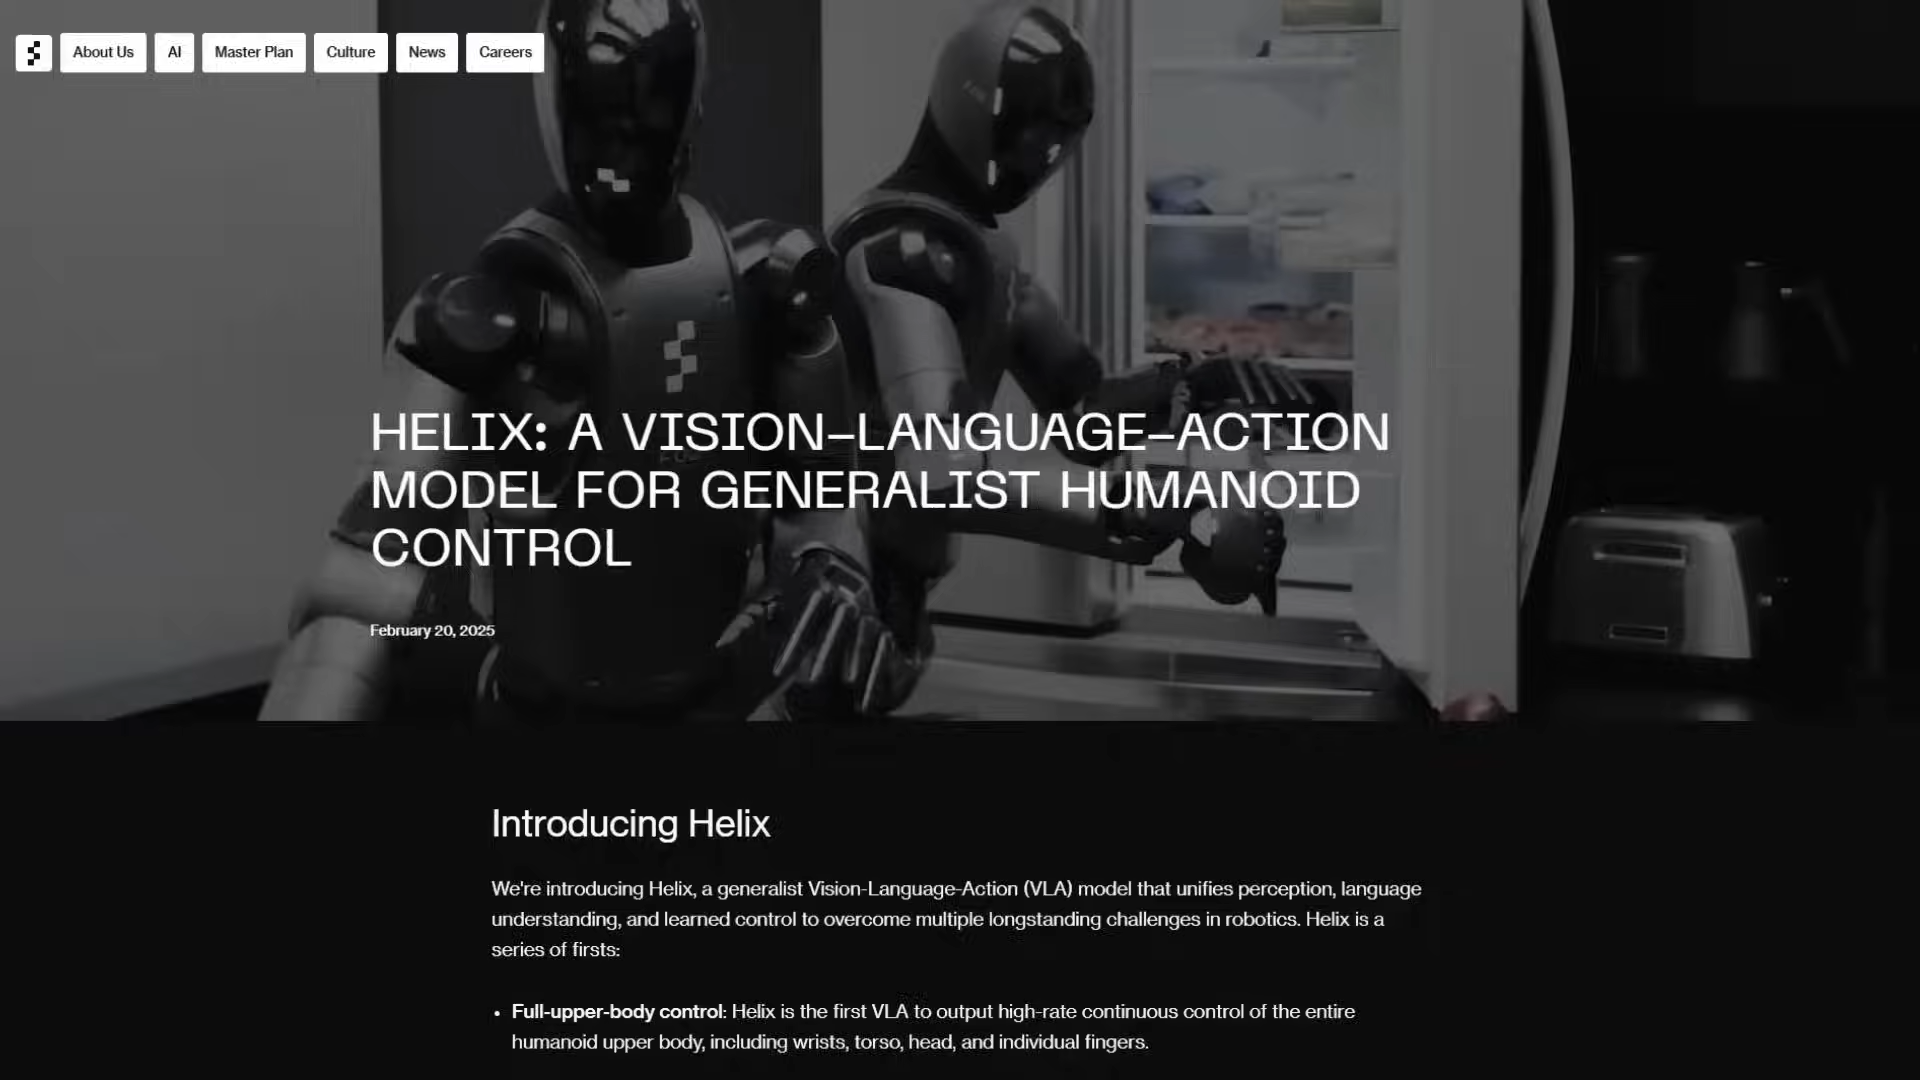 About Us
AI
Master Plan
Culture
News
Careers
HELIX: A VISION-LANGUAGE-ACTION
MODEL FOR GENERALIST HUMANOID
CONTROL
February 20, 2025
Introducing Helix
We're introducing Helix, a generalist Vision-Language-Action (VLA) model that unifies perception, language
understanding, and learned control to overcome multiple longstanding challenges in robotics. Helix is a
series of firsts:
• Full-upper-body control: Helix is the first VLA to output high-rate continuous control of the entire
humanoid upper body, including wrists, torso, head, and individual fingers.